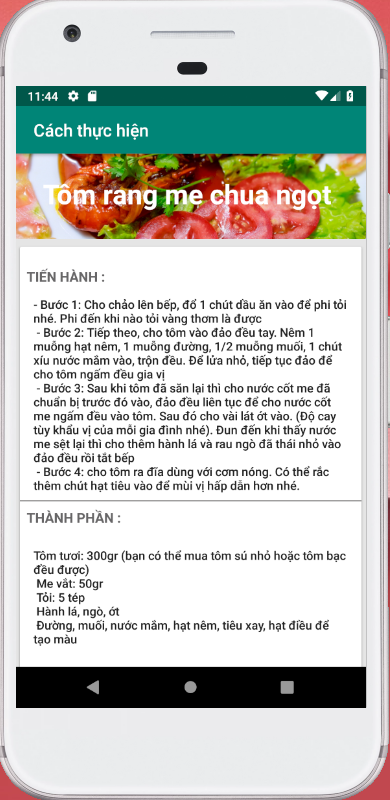 11:44
Cách thực hiện
Tôm rang me chua ngọt
TIẾN HÀNH :
- Bước 1: Cho chảo lên bếp, đổ 1 chút dầu ăn vào để phi tỏi
nhé. Phi đến khi nào tỏi vàng thơm là được
- Bước 2: Tiếp theo, cho tôm vào đảo đều tay. Nêm 1
muỗng hạt nêm, 1 muỗng đường, 1/2 muỗng muối, 1 chút
xíu nước mắm vào, trộn đều. Để lửa nhỏ, tiếp tục đảo để
cho tôm ngấm đều gia vị
- Bước 3: Sau khi tôm đã săn lại thì cho nước cốt me đã
chuẩn bị trước đó vào, đảo đều liên tục để cho nước cốt
me ngấm đều vào tôm. Sau đó cho vài lát ớt vào. (Độ cay
tùy khẩu vị của mỗi gia đình nhé). Đun đến khi thấy nước
me sệt lại thì cho thêm hành lá và rau ngò đã thái nhỏ vào
đảo đều rồi tắt bếp
- Bước 4: cho tôm ra đĩa dùng với cơm nóng. Có thể rắc
thêm chút hạt tiêu vào để mùi vị hấp dẫn hơn nhé.
THÀNH PHẦN :
Tôm tươi: 300gr (bạn có thể mua tôm sú nhỏ hoặc tôm bạc
đều được)
Me vắt: 50gr
Tỏi: 5 tép
Hành lá, ngò, ớt
Đường, muối, nước mắm, hạt nêm, tiêu xay, hạt điều để
tạo màu